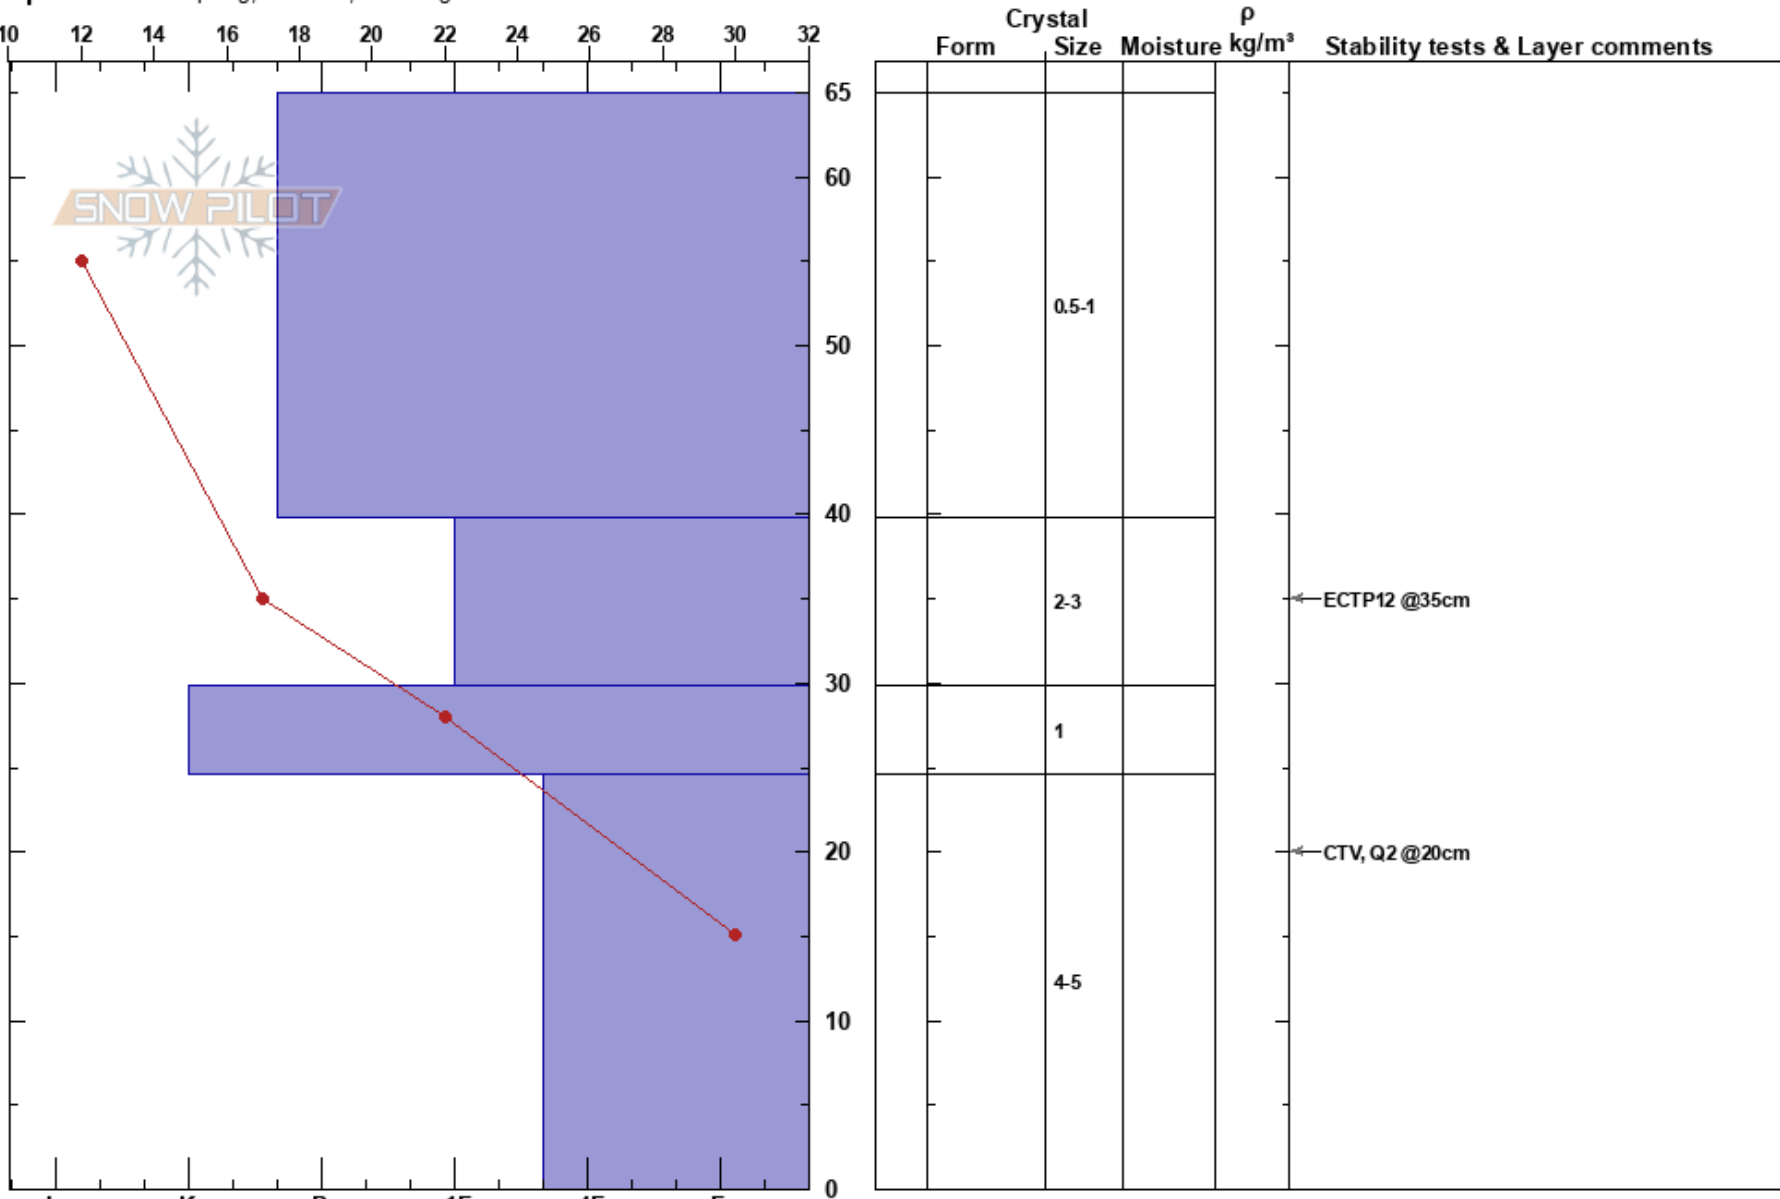 10 12 14 16 18 20 22 24 26 28 30 32
Crystal
Form Size Moisture
ρ
kg/m³
Stability tests & Layer comments
65
60
SNOW PILOT
0.5-1
50
40
2-3
ECTP12 @35cm
30
1
20
CTV, Q2 @20cm
4-5
10
0